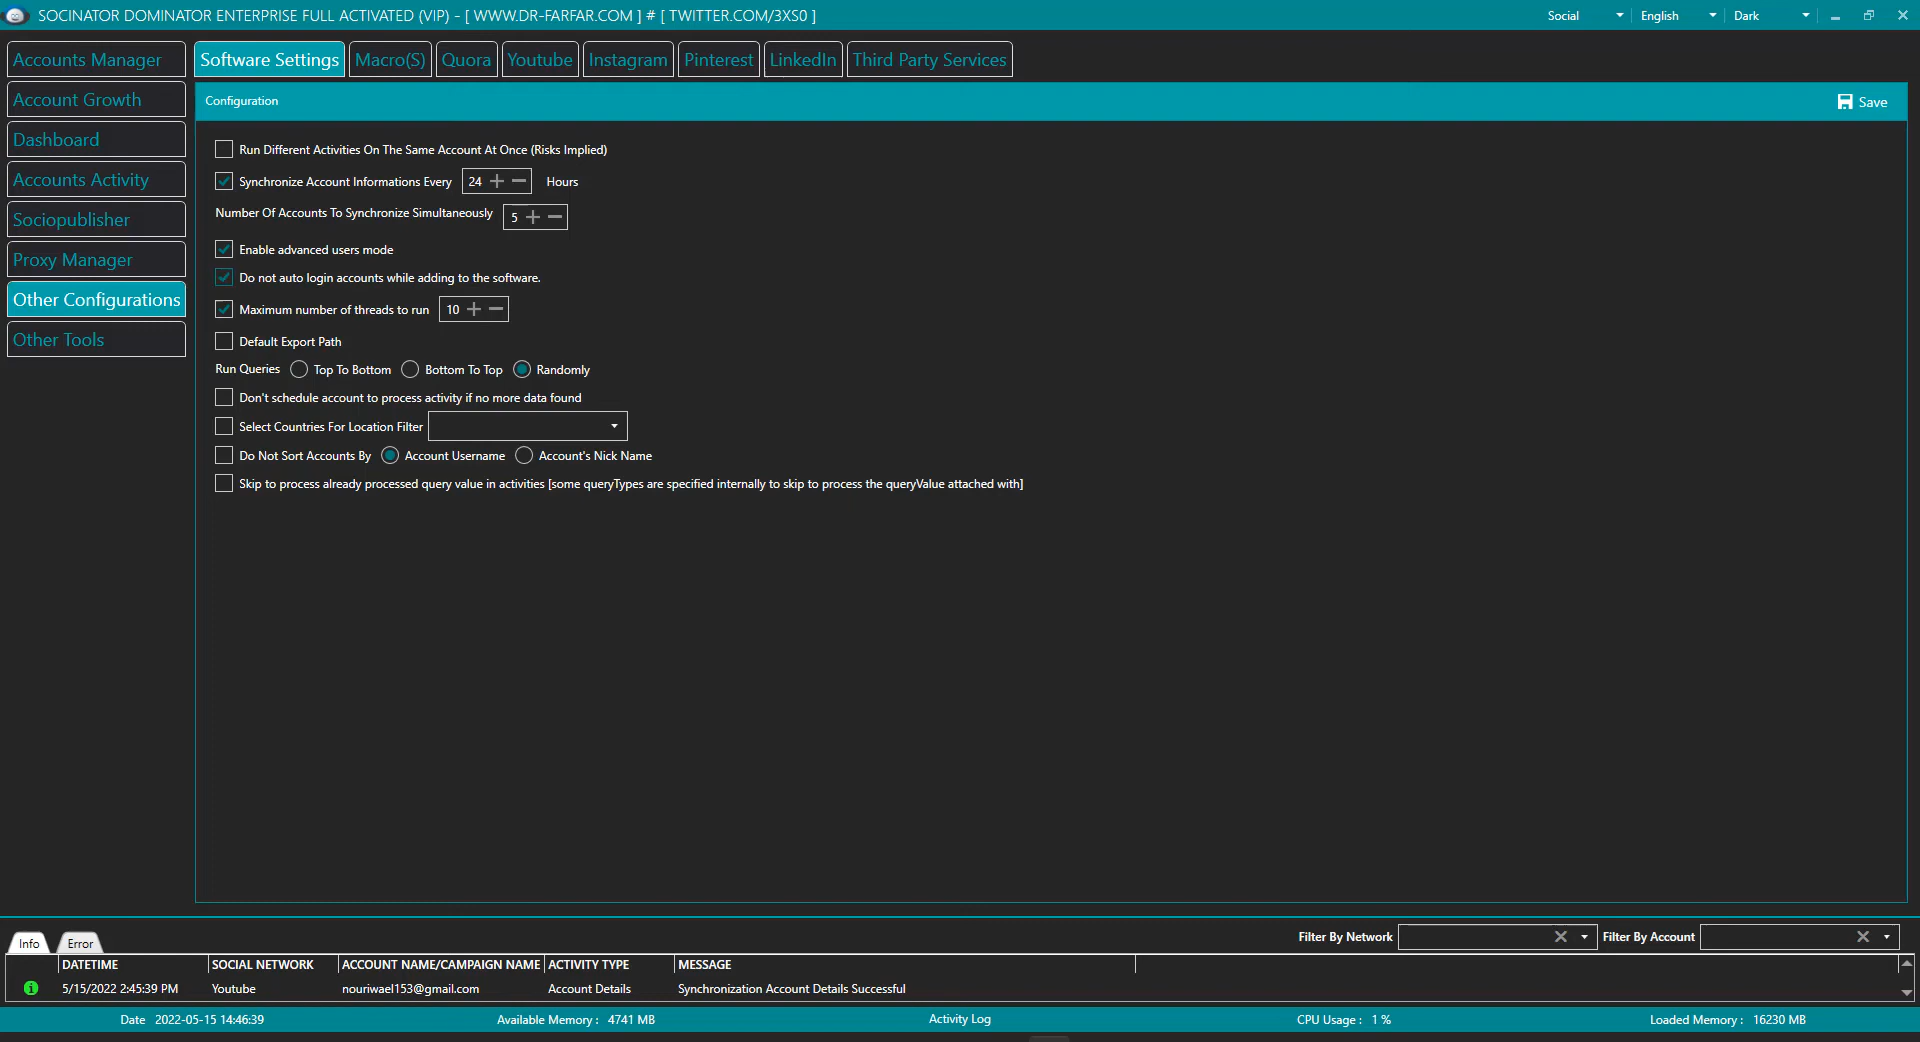 SOCINATOR DOMINATOR ENTERPRISE FULL ACTIVATED (VIP) - [ WWW.DR-FARFAR.COM ] # [ TWITTER.COM/3XS0 ]
Social English Dark
Accounts Manager
Account Growth
Dashboard
Accounts Activity
Sociopublisher
Proxy Manager
Other Configurations
Other Tools
Software Settings Macro(S) Quora Youtube Instagram Pinterest LinkedIn Third Party Services
Configuration Save
Run Different Activities On The Same Account At Once (Risks Implied)
Synchronize Account Informations Every 24 Hours
Number Of Accounts To Synchronize Simultaneously 5
Enable advanced users mode
Do not auto login accounts while adding to the software.
Maximum number of threads to run 10
Default Export Path
Run Queries Top To Bottom Bottom To Top Randomly
Don't schedule account to process activity if no more data found
Select Countries For Location Filter
Do Not Sort Accounts By Account Username Account's Nick Name
Skip to process already processed query value in activities [some queryTypes are specified internally to skip to process the queryValue attached with]
Info Error Filter By Network Filter By Account
DATETIME SOCIAL NETWORK ACCOUNT NAME/CAMPAIGN NAME ACTIVITY TYPE MESSAGE
5/15/2022 2:45:39 PM Youtube nouriwael153@gmail.com Account Details Synchronization Account Details Successful
Date 2022-05-15 14:46:39 Available Memory : 4741 MB Activity Log CPU Usage : 1 % Loaded Memory : 16230 MB